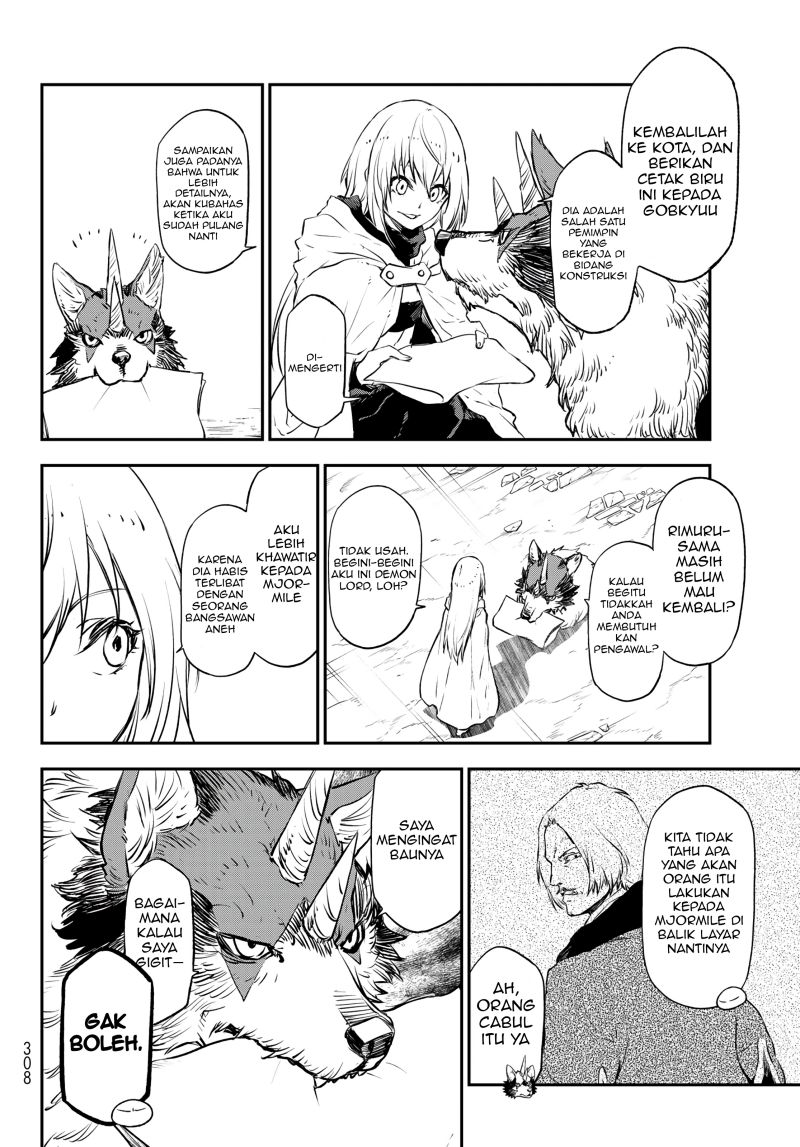 KEMBALILAH
KE KOTA, DAN
BERIKAN
CETAK BIRU
INI KEPADA
GOBKYUU
DIA ADALAH
SALAH SATU
PEMIMPIN
YANG
BEKERJA DI
BIDANG
KONSTRUKSI
DI-
MENGERTI
SAMPAIKAN
JUGA PADANYA
BAHWA UNTUK
LEBIH
DETAILNYA,
AKAN KUBAHAS
KETIKA AKU
SUDAH PULANG
NANTI
RIMURU-
SAMA
MASIH
BELUM
MAU
KEMBALI?
KALAU
BEGITU
TIDAKKAH
ANDA
MEMBUTUH
KAN
PENGAWAL?
TIDAK USAH.
BEGINI-BEGINI
AKU INI DEMON
LORD, LOH?
AKU
LEBIH
KHAWATIR
KEPADA
MJOR-
MILE
KARENA
DIA HABIS
TERLIBAT
DENGAN
SEORANG
BANGSAWAN
ANEH
KITA TIDAK
TAHU APA
YANG AKAN
ORANG ITU
LAKUKAN
KEPADA
MJORMILE DI
BALIK LAYAR
NANTINYA
AH,
ORANG
CABUL
ITU YA
SAYA
MENGINGAT
BAUNYA
BAGAI-
MANA
KALAU
SAYA
GIGIT—
GAK
BOLEH.
308